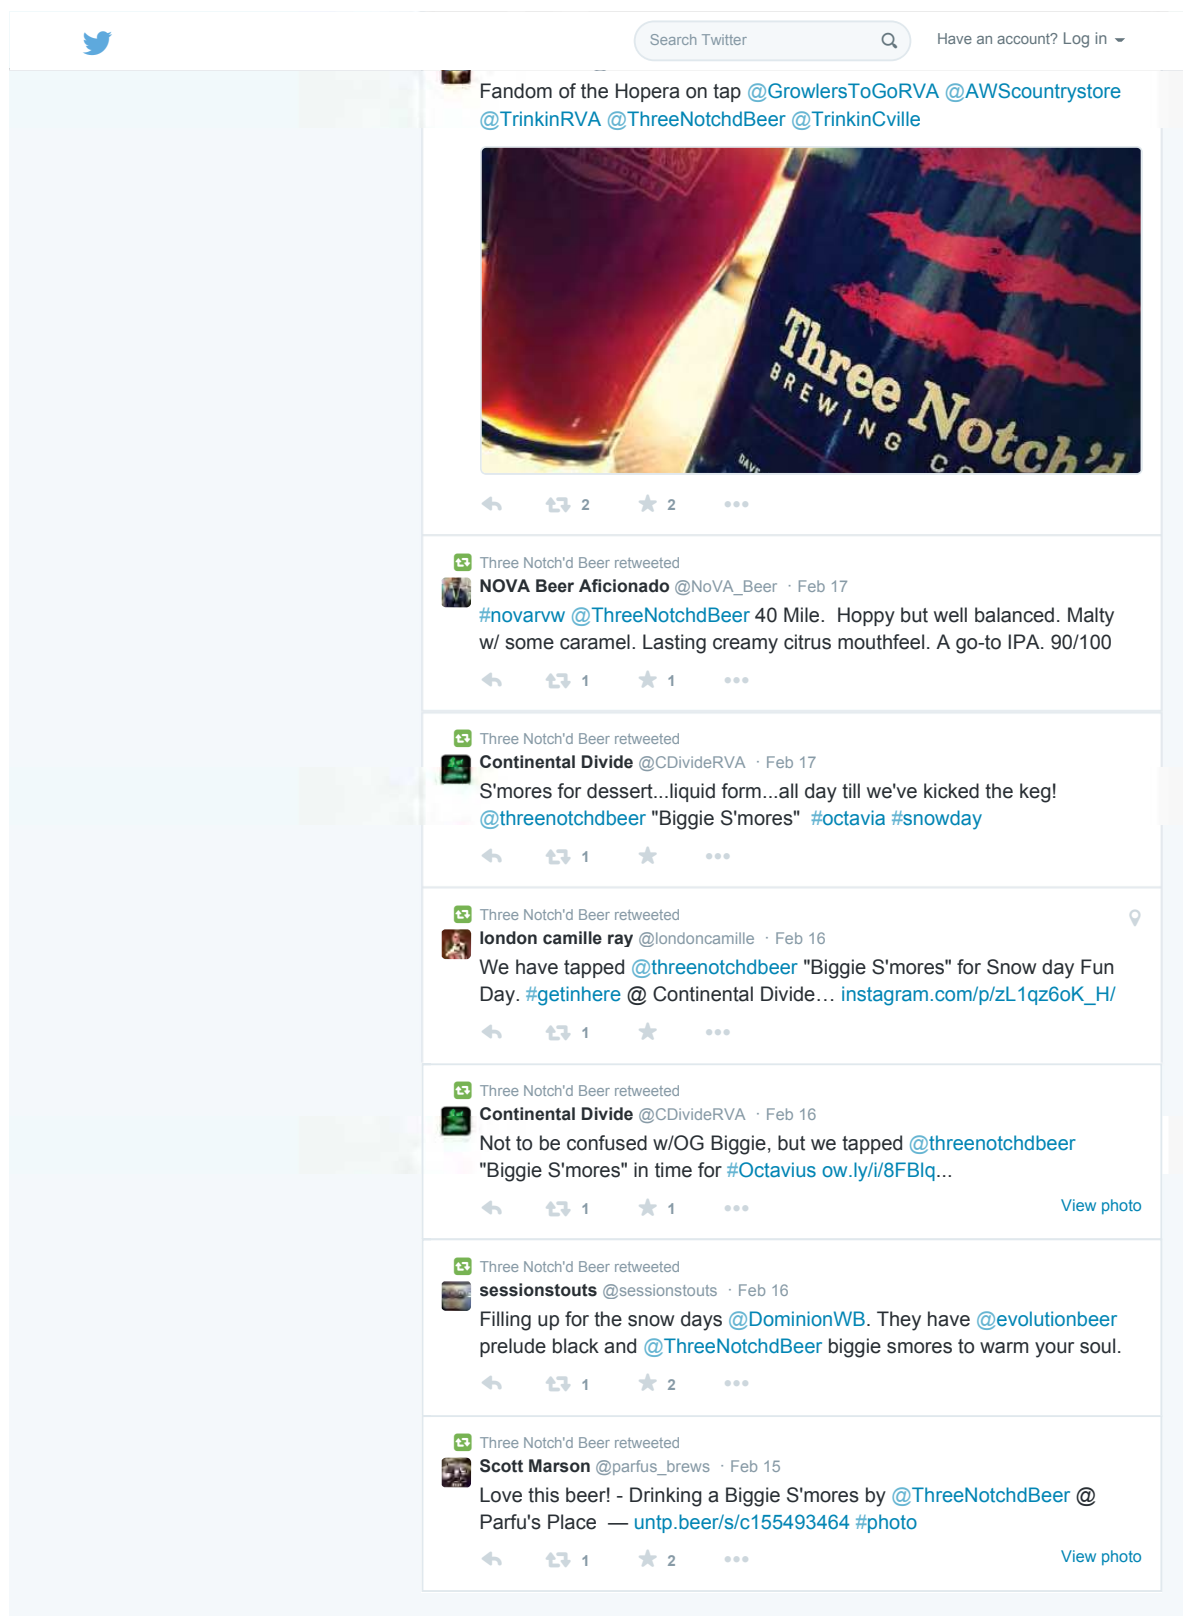 Search Twitter
Have an account? Log in
Fandom of the Hopera on tap @GrowlersToGoRVA @AWScountrystore
@TrinkinRVA @ThreeNotchdBeer @TrinkinCville
Three Notch'd
BREWING CO
DAVE
2 2
Three Notch'd Beer retweeted
NOVA Beer Aficionado @NoVA_Beer · Feb 17
#novarvw @ThreeNotchdBeer 40 Mile. Hoppy but well balanced. Malty
w/ some caramel. Lasting creamy citrus mouthfeel. A go-to IPA. 90/100
1 1
Three Notch'd Beer retweeted
Continental Divide @CDivideRVA · Feb 17
S'mores for dessert...liquid form...all day till we've kicked the keg!
@threenotchdbeer "Biggie S'mores" #octavia #snowday
1
Three Notch'd Beer retweeted
london camille ray @londoncamille · Feb 16
We have tapped @threenotchdbeer "Biggie S'mores" for Snow day Fun
Day. #getinhere @ Continental Divide… instagram.com/p/zL1qz6oK_H/
1
Three Notch'd Beer retweeted
Continental Divide @CDivideRVA · Feb 16
Not to be confused w/OG Biggie, but we tapped @threenotchdbeer
"Biggie S'mores" in time for #Octavius ow.ly/i/8FBlq...
1 1 View photo
Three Notch'd Beer retweeted
sessionstouts @sessionstouts · Feb 16
Filling up for the snow days @DominionWB. They have @evolutionbeer
prelude black and @ThreeNotchdBeer biggie smores to warm your soul.
1 2
Three Notch'd Beer retweeted
Scott Marson @parfus_brews · Feb 15
Love this beer! - Drinking a Biggie S'mores by @ThreeNotchdBeer @
Parfu's Place — untp.beer/s/c155493464 #photo
1 2 View photo